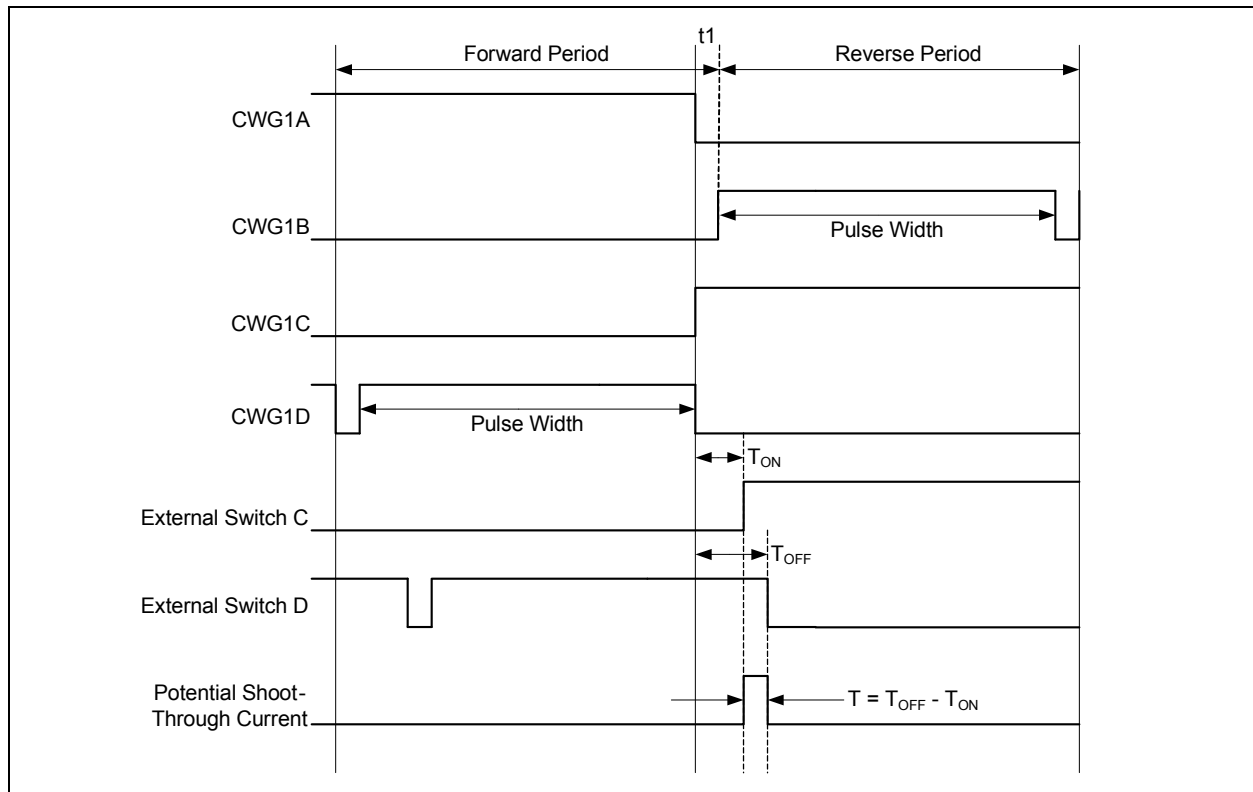 t1
Forward Period
Reverse Period
CWG1A
CWG1B
Pulse Width
CWG1C
CWG1D
Pulse Width
TON
External Switch C
TOFF
External Switch D
Potential Shoot-
Through Current
T = TOFF - TON